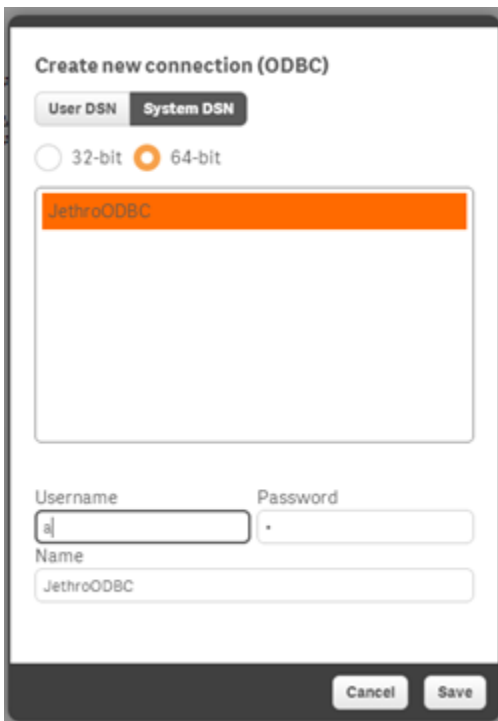 Create new connection (ODBC)
User DSN System DSN
32-bit 64-bit
JethroODBC
Username Password
a •
Name
JethroODBC
Cancel Save